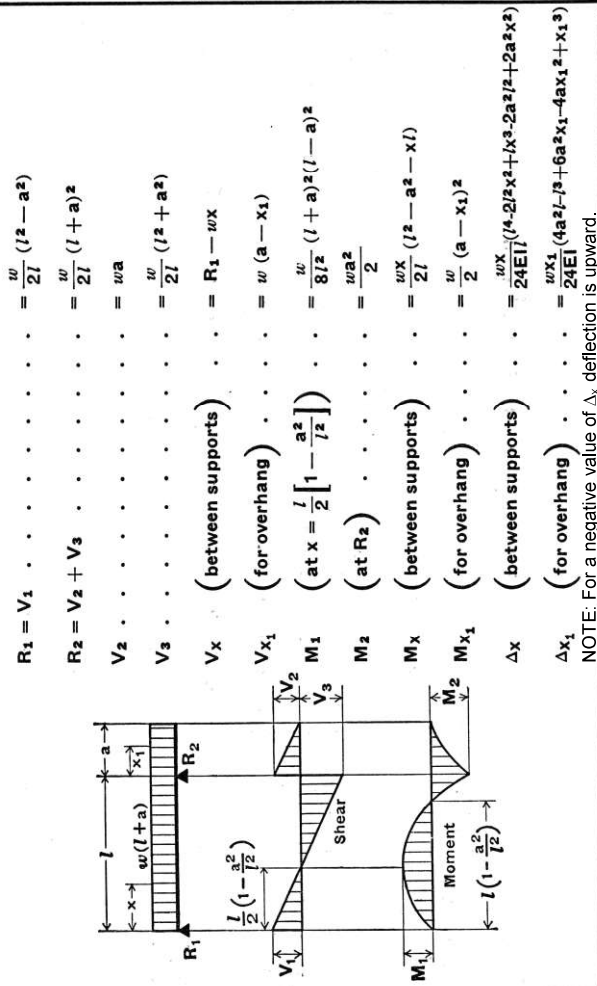 R₁ = V₁ . . . . . . . . . . . . = w/2l (l² − a²)
R₂ = V₂ + V₃ . . . . . . . . . = w/2l (l + a)²
V₂ . . . . . . . . . . . . . . . = wa
V₃ . . . . . . . . . . . . . . . = w/2l (l² + a²)
Vₓ (between supports) . . = R₁ − wx
Vₓ₁ (for overhang) . . . . = w (a − x₁)
M₁ (at x = l/2 [1 − a²/l²]) . . = w/8l² (l + a)² (l − a)²
M₂ (at R₂) . . . . . . = wa²/2
Mₓ (between supports) . . = wx/2l (l² − a² − xl)
Mₓ₁ (for overhang) . . . . = w/2 (a − x₁)²
Δₓ (between supports) . . = wx/24EIl (l⁴-2l²x²+lx³-2a²l²+2a²x²)
Δₓ₁ (for overhang) . . . . = wx₁/24EI (4a²l-l³+6a²x₁-4ax₁²+x₁³)
NOTE: For a negative value of Δₓ deflection is upward.
l
a
x
x₁
w(l+a)
R₁
R₂
l/2 (1 − a²/l²)
V₁
V₂
V₃
Shear
M₁
M₂
Moment
l (1 − a²/l²)